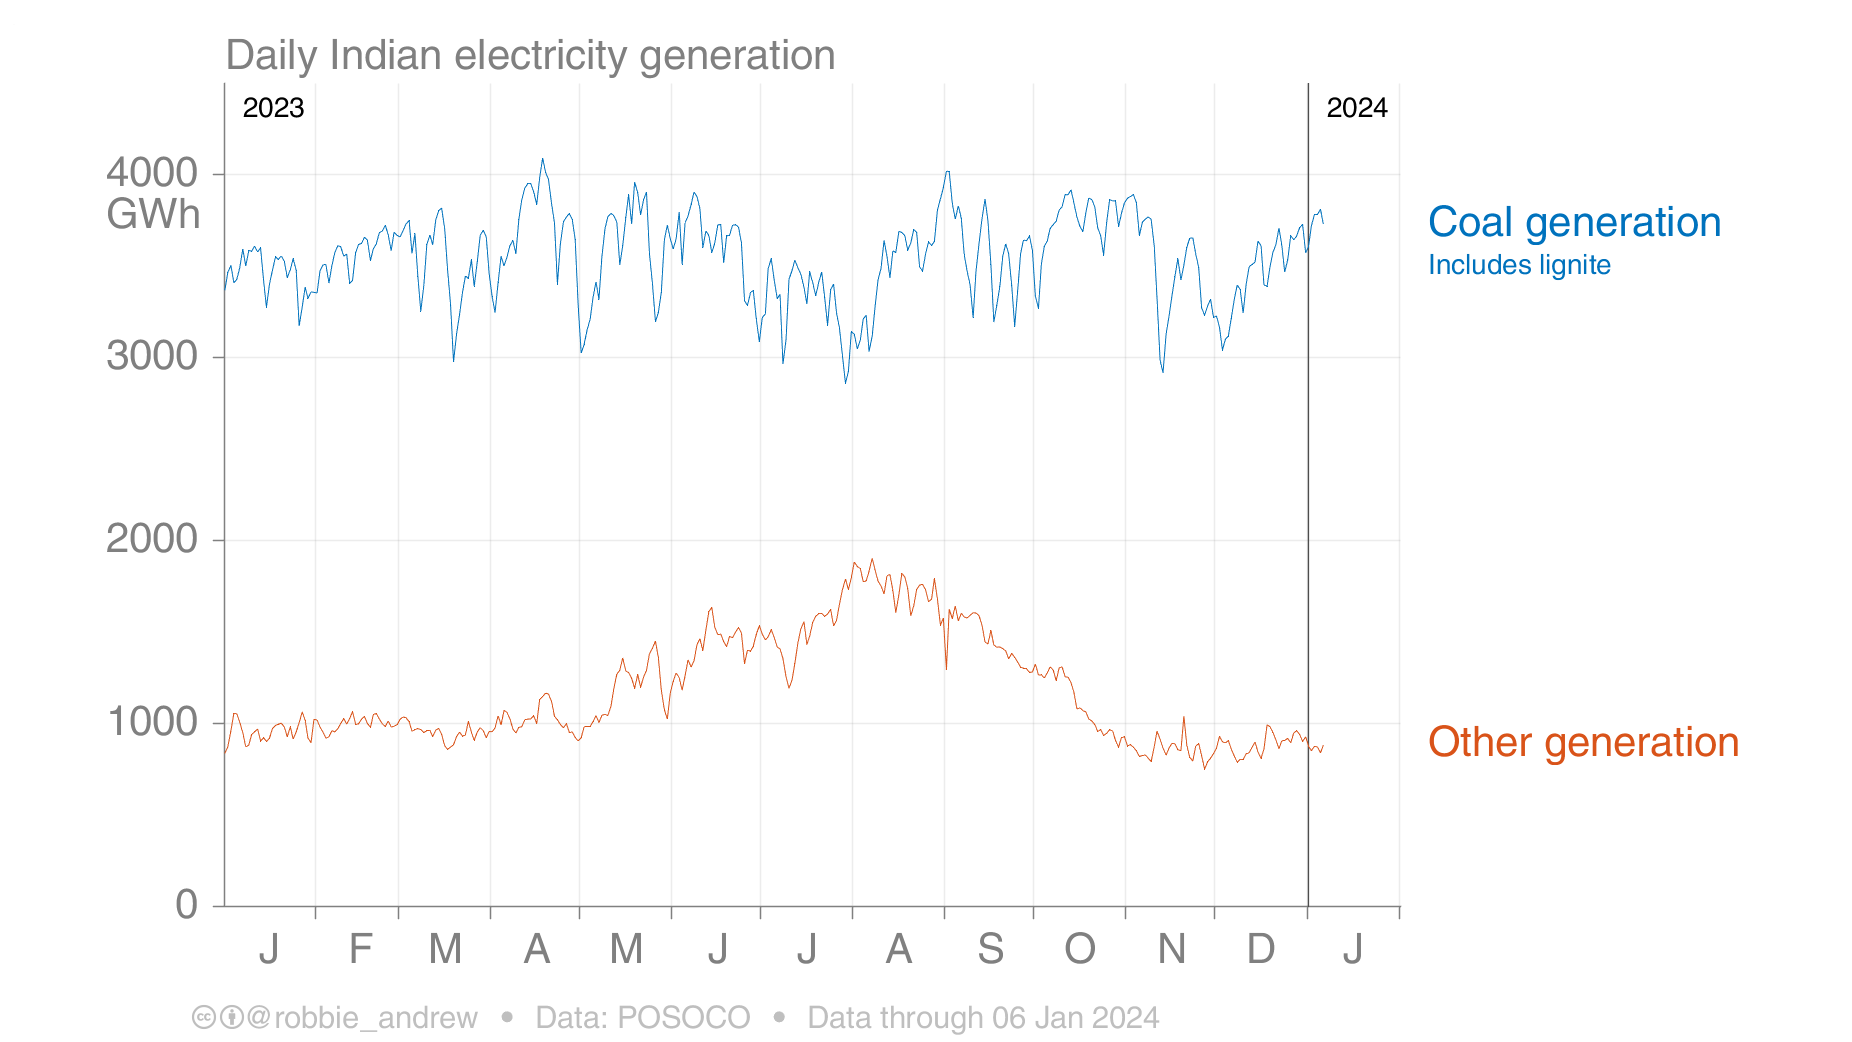 Daily Indian electricity generation
2023
2024
4000
GWh
3000
2000
1000
0
Coal generation
Includes lignite
Other generation
J F M A M J J A S O N D J
@robbie_andrew • Data: POSOCO • Data through 06 Jan 2024